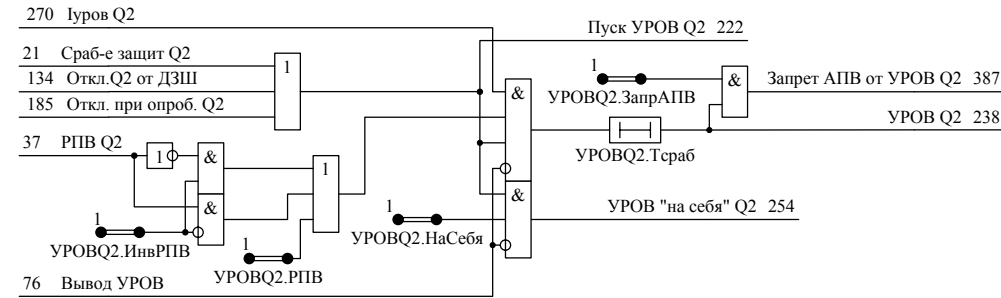 270 Iуров Q2
Пуск УРОВ Q2 222
21 Сраб-е защит Q2
134 Откл.Q2 от ДЗШ
185 Откл. при опроб. Q2
1
1
УРОВQ2.ЗапрАПВ
&
Запрет АПВ от УРОВ Q2 387
&
УРОВ Q2 238
УРОВQ2.Тсраб
37 РПВ Q2
1
&
&
1
1
УРОВQ2.ИнвРПВ
1
УРОВQ2.РПВ
1
УРОВQ2.НаСебя
&
УРОВ "на себя" Q2 254
76 Вывод УРОВ